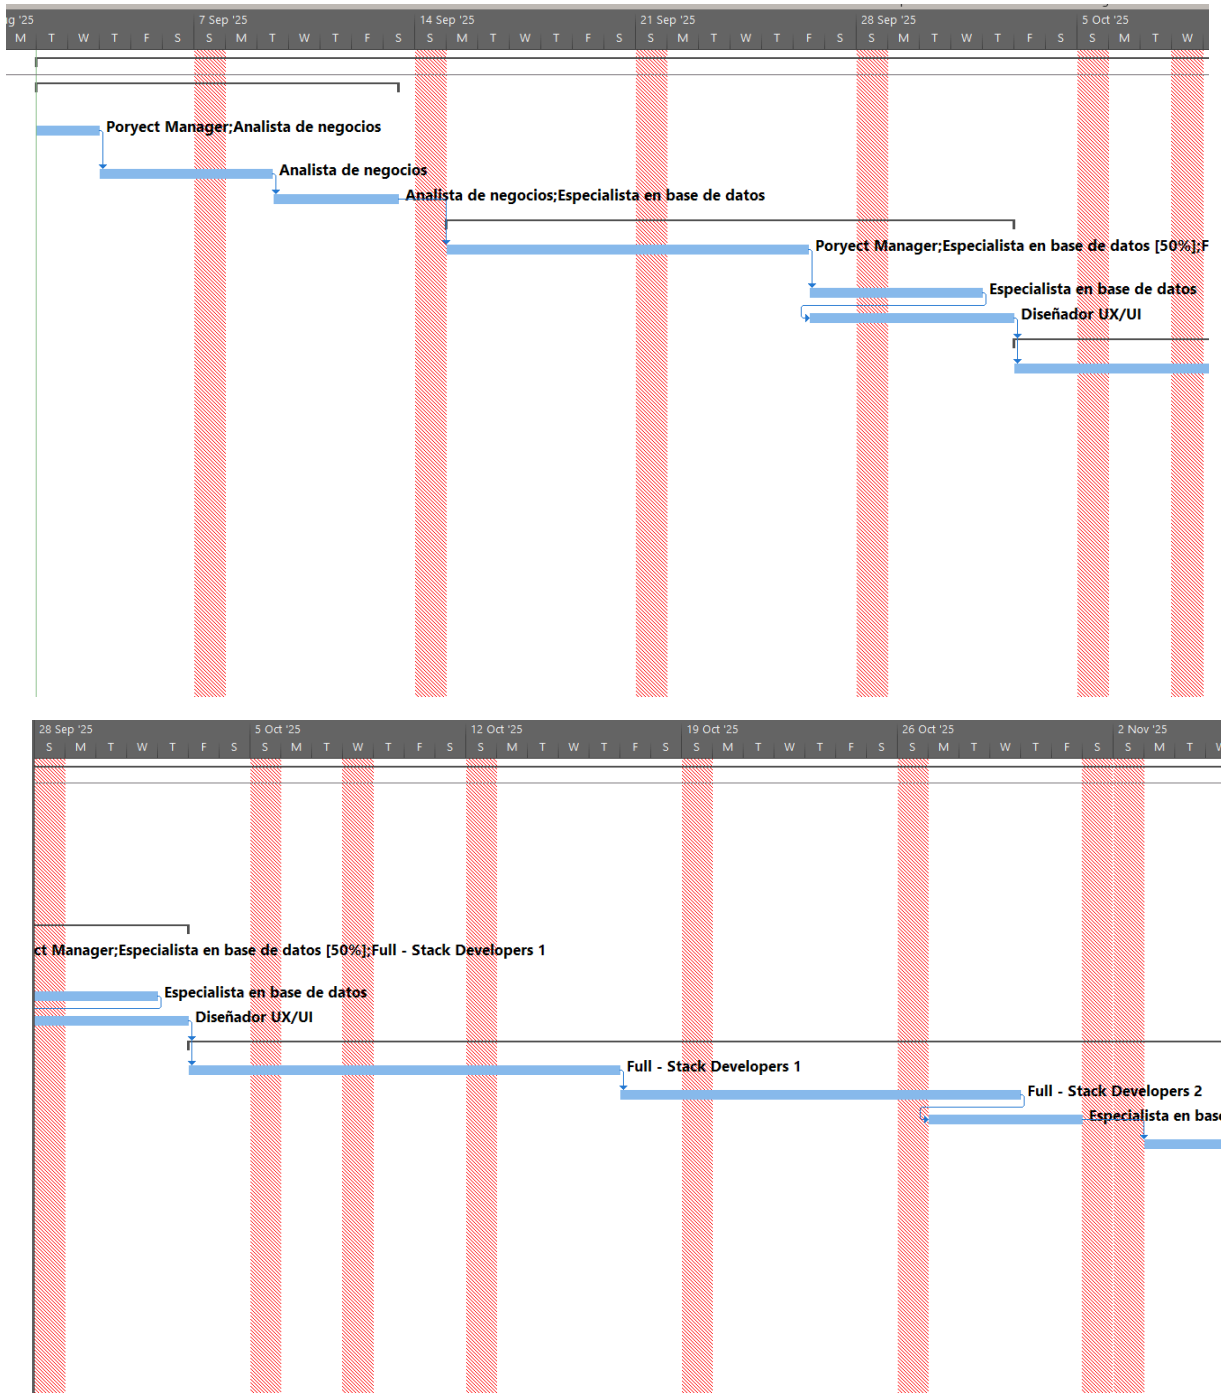 g '25 7 Sep '25 14 Sep '25 21 Sep '25 28 Sep '25 5 Oct '25
M T W T F S S M T W T F S S M T W T F S S M T W T F S S M T W T F S S M T W
Poryect Manager;Analista de negocios
Analista de negocios
Analista de negocios;Especialista en base de datos
Poryect Manager;Especialista en base de datos [50%];F
Especialista en base de datos
Diseñador UX/UI
28 Sep '25 5 Oct '25 12 Oct '25 19 Oct '25 26 Oct '25 2 Nov '25
S M T W T F S S M T W T F S S M T W T F S S M T W T F S S M T W T F S S M T W
ct Manager;Especialista en base de datos [50%];Full - Stack Developers 1
Especialista en base de datos
Diseñador UX/UI
Full - Stack Developers 1
Full - Stack Developers 2
Especialista en base